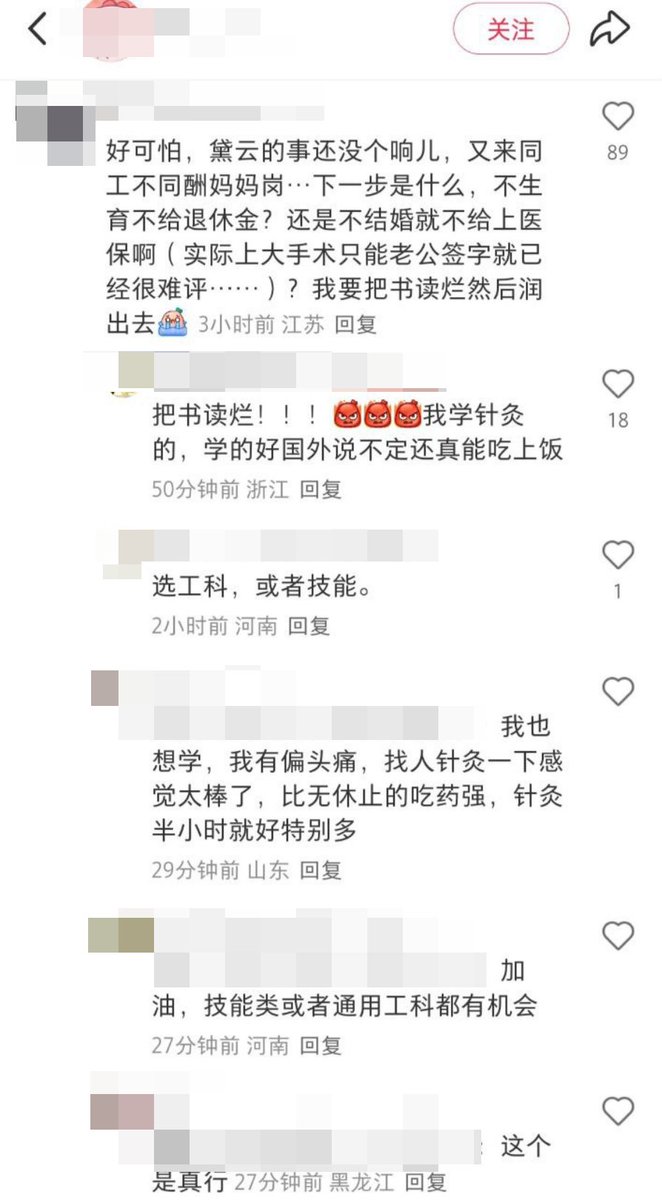 关注
89
好可怕，黛云的事还没个响儿，又来同
工不同酬妈妈岗…下一步是什么，不生
育不给退休金？还是不结婚就不给上医
保啊（实际上大手术只能老公签字就已
经很难评……）？我要把书读烂然后润
出去 3小时前 江苏 回复
把书读烂！！！我学针灸
18
的，学的好国外说不定还真能吃上饭
50分钟前 浙江 回复
选工科，或者技能。
1
2小时前 河南 回复
我也
想学，我有偏头痛，找人针灸一下感
觉太棒了，比无休止的吃药强，针灸
半小时就好特别多
29分钟前 山东 回复
加
油，技能类或者通用工科都有机会
27分钟前 河南 回复
：这个
是真行 27分钟前 黑龙江 回复